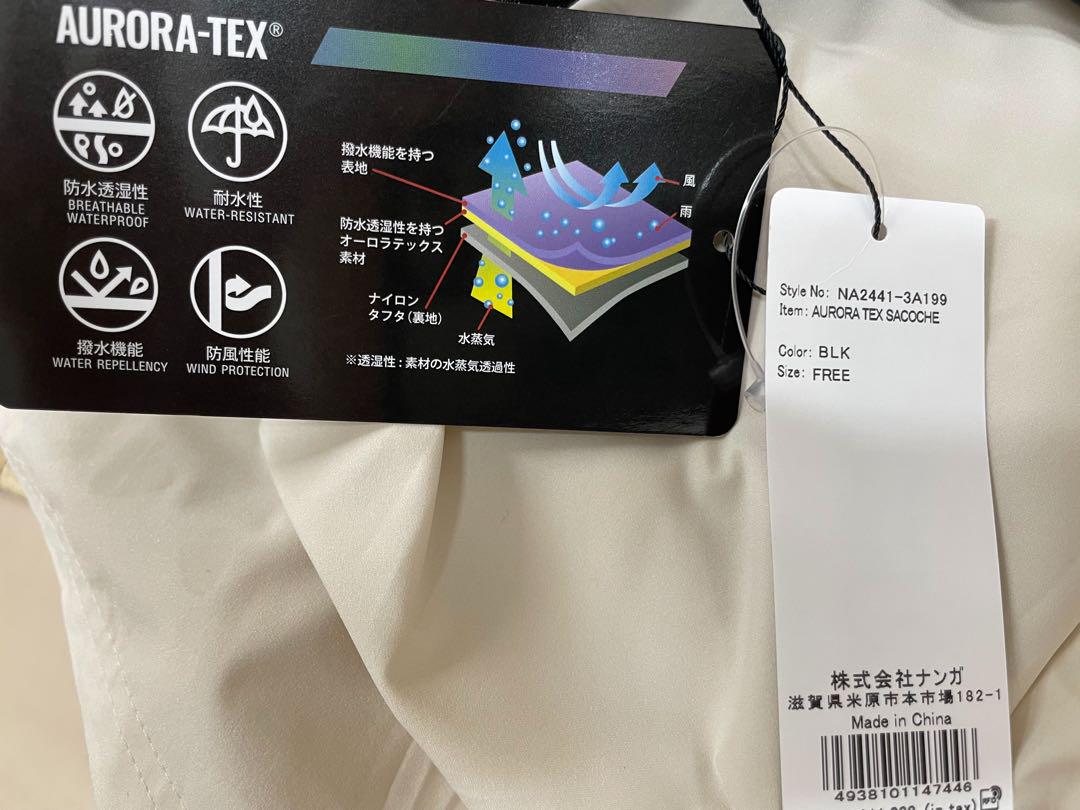 AURORA-TEX®
防水透湿性
BREATHABLE
WATERPROOF
耐水性
WATER-RESISTANT
撥水機能
WATER REPELLENCY
防風性能
WIND PROTECTION
撥水機能を持つ
表地
防水透湿性を持つ
オーロラテックス
素材
ナイロン
タフタ(裏地)
水蒸気
風
雨
※透湿性:素材の水蒸気透過性
Style No: NA2441-3A199
Item: AURORA TEX SACOCHE
Color: BLK
Size: FREE
株式会社ナンガ
滋賀県米原市本市場182-1
Made in China
4938101147446
(in tax)